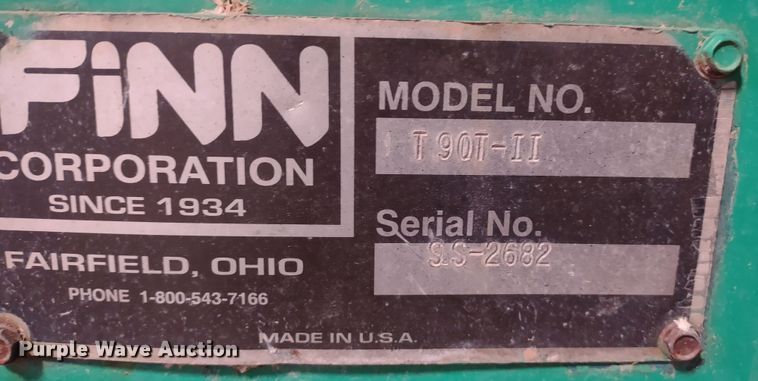 FiNN
CORPORATION
SINCE 1934
FAIRFIELD, OHIO
PHONE 1-800-543-7166
MODEL NO.
T90T-II
Serial No.
SS-2682
MADE IN U.S.A.
Purple Wave Auction